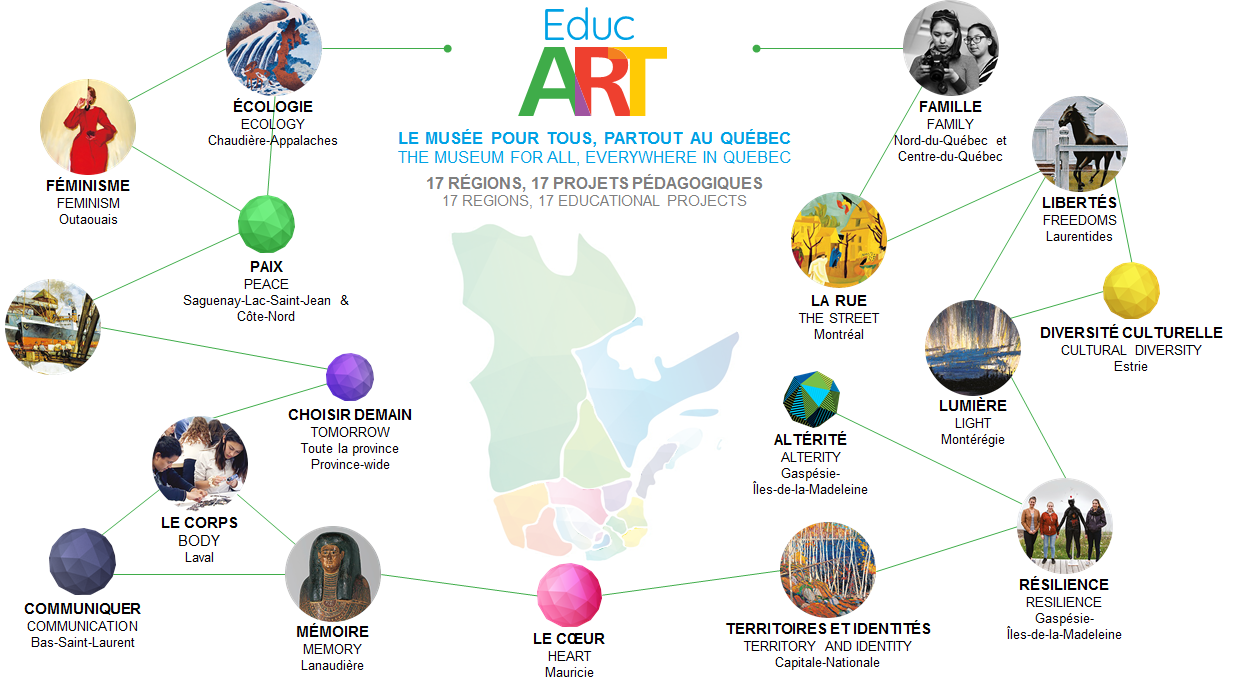 Educ
ART
LE MUSÉE POUR TOUS, PARTOUT AU QUÉBEC
THE MUSEUM FOR ALL, EVERYWHERE IN QUEBEC
17 RÉGIONS, 17 PROJETS PÉDAGOGIQUES
17 REGIONS, 17 EDUCATIONAL PROJECTS
ÉCOLOGIE
ECOLOGY
Chaudière-Appalaches
FÉMINISME
FEMINISM
Outaouais
PAIX
PEACE
Saguenay-Lac-Saint-Jean &
Côte-Nord
CHOISIR DEMAIN
TOMORROW
Toute la province
Province-wide
LE CORPS
BODY
Laval
COMMUNIQUER
COMMUNICATION
Bas-Saint-Laurent
MÉMOIRE
MEMORY
Lanaudière
LE CŒUR
HEART
Mauricie
TERRITOIRES ET IDENTITÉS
TERRITORY AND IDENTITY
Capitale-Nationale
RÉSILIENCE
RESILIENCE
Gaspésie-
Îles-de-la-Madeleine
ALTÉRITÉ
ALTERITY
Gaspésie-
Îles-de-la-Madeleine
LUMIÈRE
LIGHT
Montérégie
DIVERSITÉ CULTURELLE
CULTURAL DIVERSITY
Estrie
LIBERTÉS
FREEDOMS
Laurentides
LA RUE
THE STREET
Montréal
FAMILLE
FAMILY
Nord-du-Québec et
Centre-du-Québec